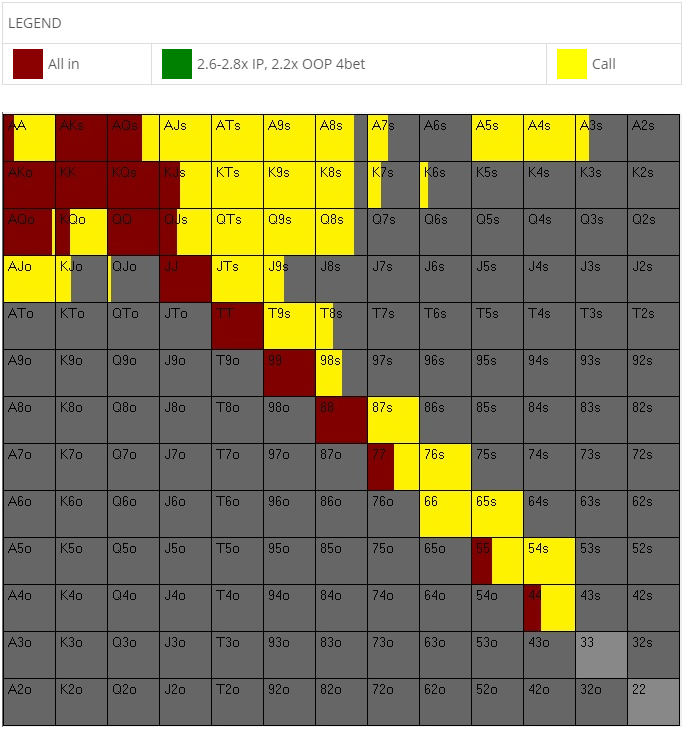 LEGEND
All in 2.6-2.8x IP, 2.2x OOP 4bet Call
AA AKs AQs AJs ATs A9s A8s A7s A6s A5s A4s A3s A2s
AKo KK KQs KJs KTs K9s K8s K7s K6s K5s K4s K3s K2s
AQo KQo QQ QJs QTs Q9s Q8s Q7s Q6s Q5s Q4s Q3s Q2s
AJo KJo QJo JJ JTs J9s J8s J7s J6s J5s J4s J3s J2s
ATo KTo QTo JTo TT T9s T8s T7s T6s T5s T4s T3s T2s
A9o K9o Q9o J9o T9o 99 98s 97s 96s 95s 94s 93s 92s
A8o K8o Q8o J8o T8o 98o 88 87s 86s 85s 84s 83s 82s
A7o K7o Q7o J7o T7o 97o 87o 77 76s 75s 74s 73s 72s
A6o K6o Q6o J6o T6o 96o 86o 76o 66 65s 64s 63s 62s
A5o K5o Q5o J5o T5o 95o 85o 75o 65o 55 54s 53s 52s
A4o K4o Q4o J4o T4o 94o 84o 74o 64o 54o 44 43s 42s
A3o K3o Q3o J3o T3o 93o 83o 73o 63o 53o 43o 33 32s
A2o K2o Q2o J2o T2o 92o 82o 72o 62o 52o 42o 32o 22